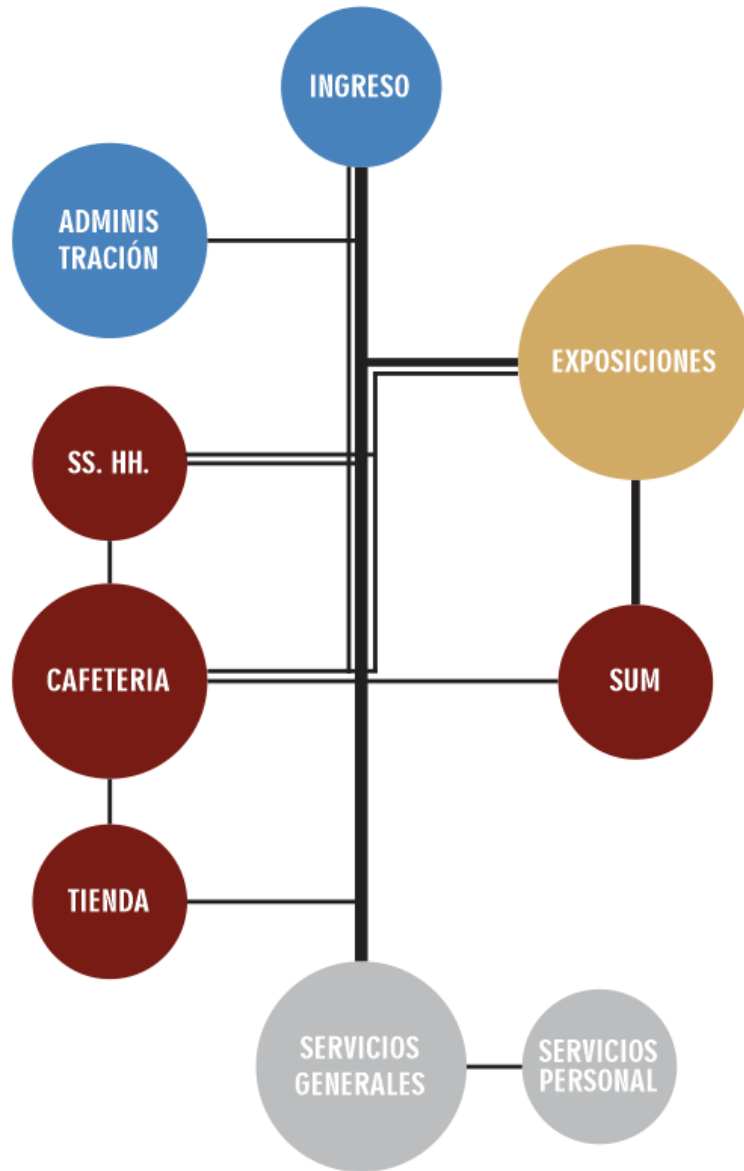 INGRESO
ADMINIS
TRACIÓN
EXPOSICIONES
SS. HH.
CAFETERIA
SUM
TIENDA
SERVICIOS
GENERALES
SERVICIOS
PERSONAL